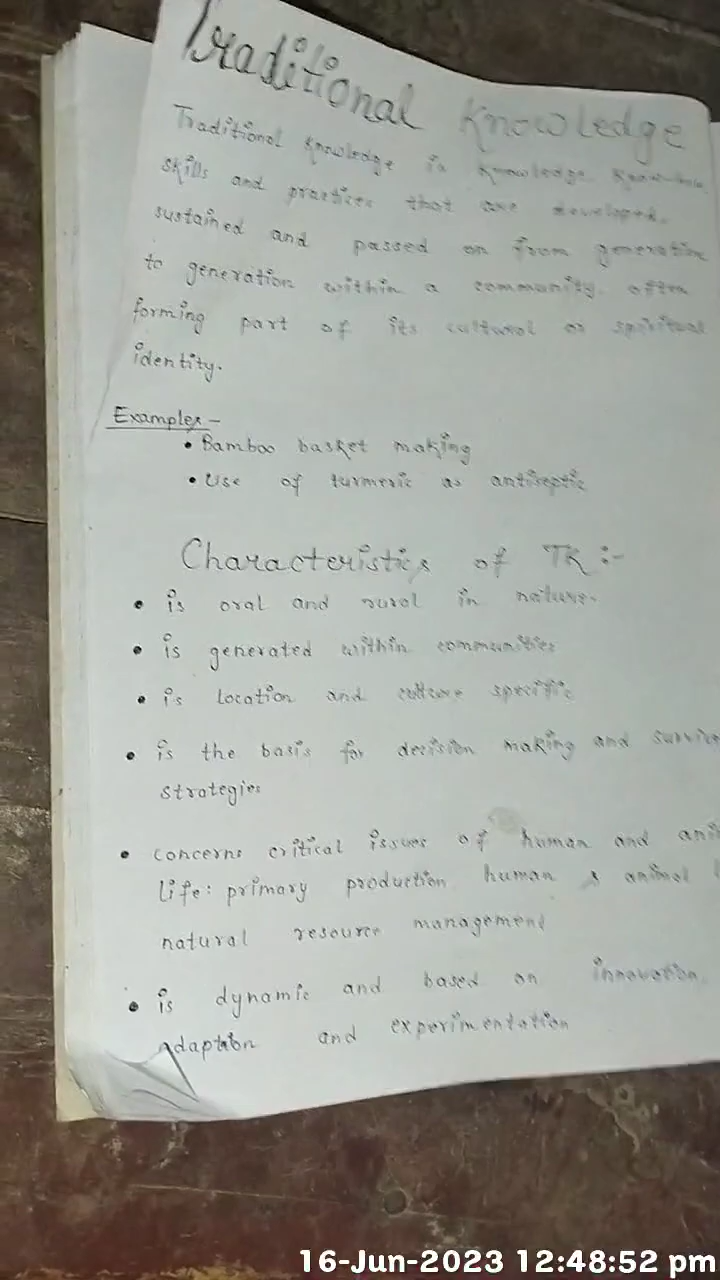 Traditional Knowledge
Traditional Knowledge is knowledge. Know-how
skills and practices that are developed.
sustained and passed on from generation
to generation within a community. often
forming part of its cultural or spiritual
identity.
Examples-
• Bamboo basket making
• Use of turmeric as antiseptic
Characteristics of TK :-
• is oral and rural in nature.
• is generated within communities
• is location and culture specific
• is the basis for decision making and
strategies
• concerns critical issues of human and
life: primary production human & animal
natural resource management
• is dynamic and based on innovation,
adaption and experimentation
16-Jun-2023 12:48:52 pm